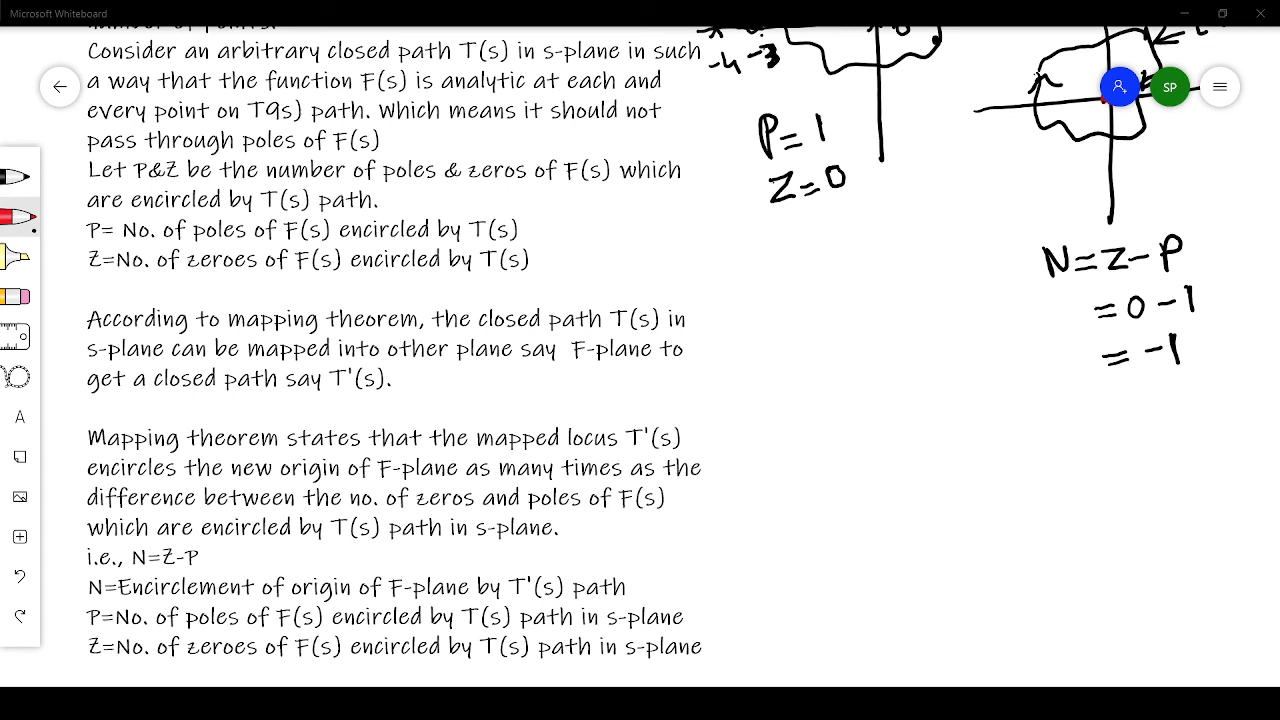 Microsoft Whiteboard
number of points.
Consider an arbitrary closed path T(s) in s-plane in such
a way that the function F(s) is analytic at each and
every point on T9s) path. Which means it should not
pass through poles of F(s)
Let P&Z be the number of poles & zeros of F(s) which
are encircled by T(s) path.
P= No. of poles of F(s) encircled by T(s)
Z=No. of zeroes of F(s) encircled by T(s)
According to mapping theorem, the closed path T(s) in
s-plane can be mapped into other plane say F-plane to
get a closed path say T'(s).
Mapping theorem states that the mapped locus T'(s)
encircles the new origin of F-plane as many times as the
difference between the no. of zeros and poles of F(s)
which are encircled by T(s) path in s-plane.
i.e., N=Z-P
N=Encirclement of origin of F-plane by T'(s) path
P=No. of poles of F(s) encircled by T(s) path in s-plane
Z=No. of zeroes of F(s) encircled by T(s) path in s-plane
-4 -3
P=1
Z=0
SP
N=Z-P
=0-1
=-1
A